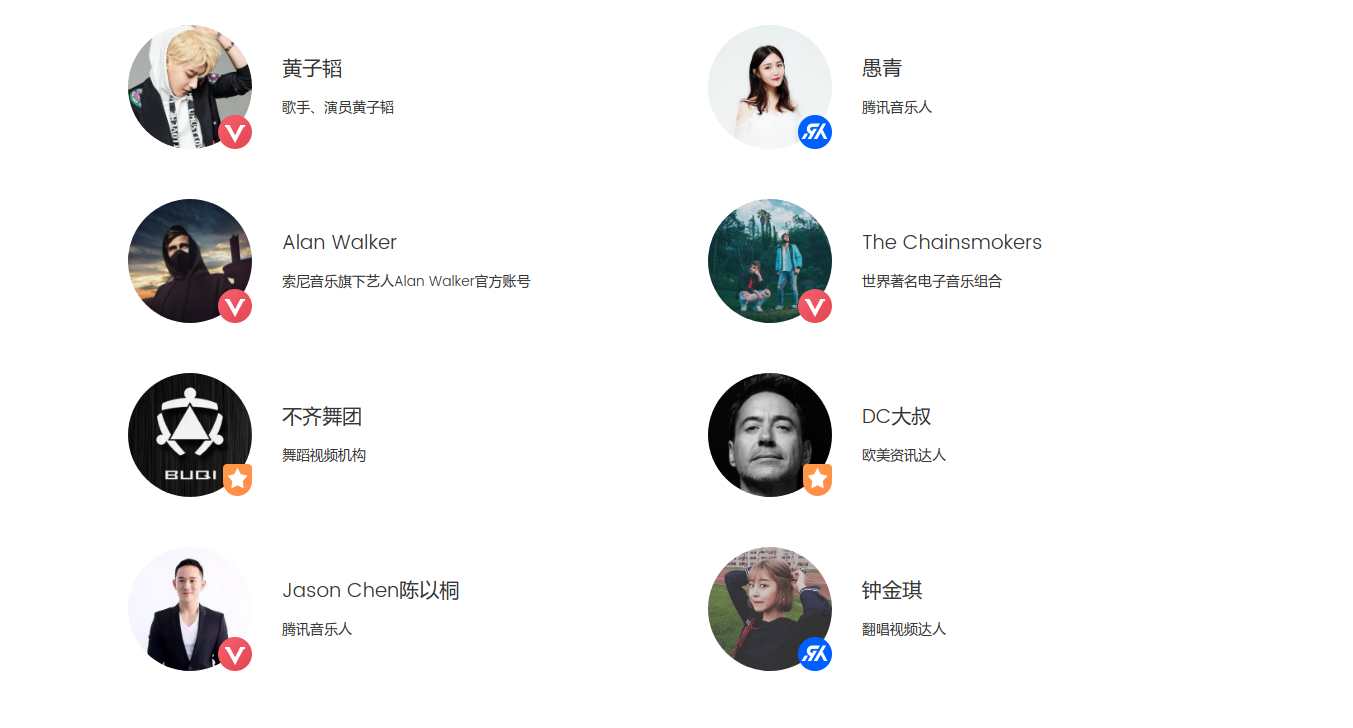 黄子韬
歌手、演员黄子韬
愚青
腾讯音乐人
Alan Walker
索尼音乐旗下艺人Alan Walker官方账号
The Chainsmokers
世界著名电子音乐组合
BUQI
不齐舞团
舞蹈视频机构
DC大叔
欧美资讯达人
Jason Chen陈以桐
腾讯音乐人
钟金琪
翻唱视频达人